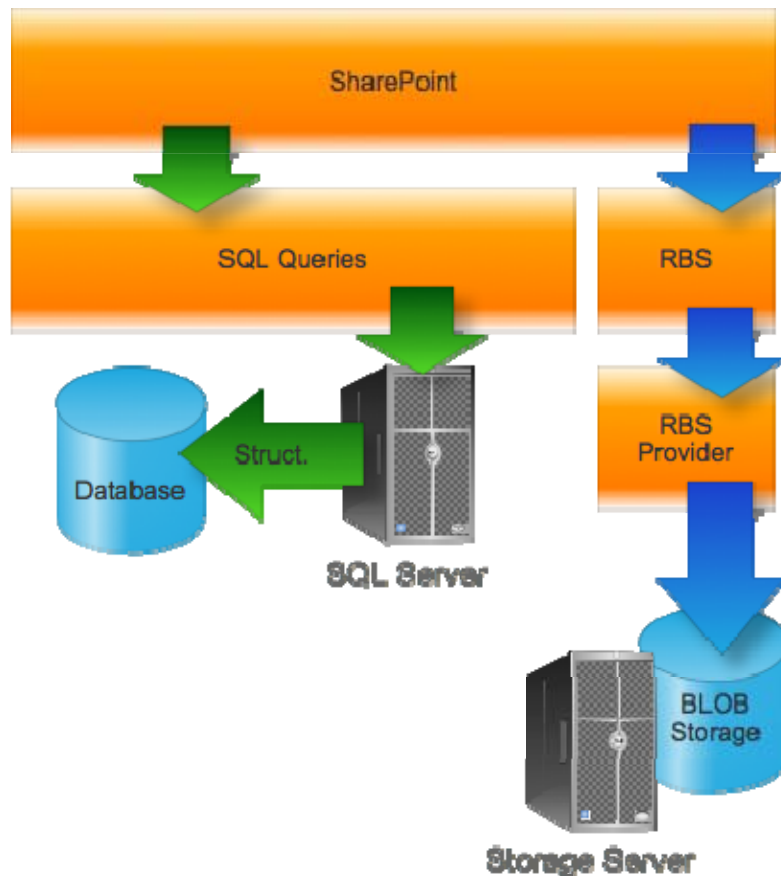 SharePoint
SQL Queries
RBS
RBS
Provider
Database
Struct.
SQL Server
BLOB
Storage
Storage Server